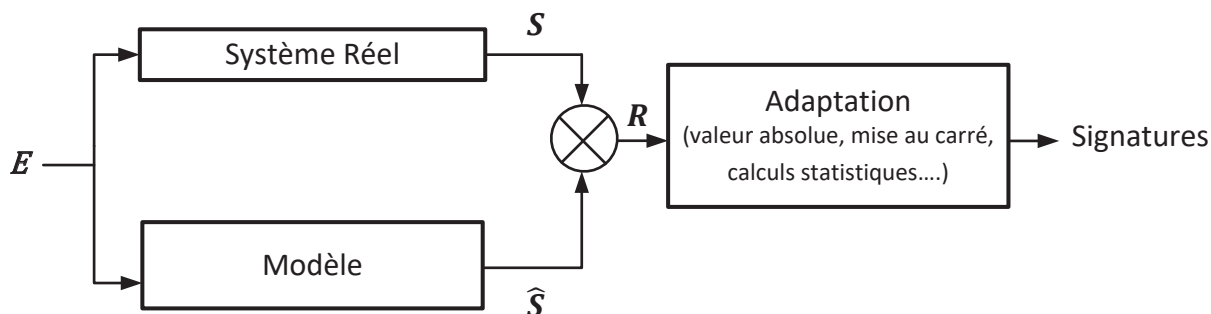 S
Système Réel
Adaptation
R
(valeur absolue, mise au carré,
Signatures
E
calculs statistiques....)
Modèle
Ŝ